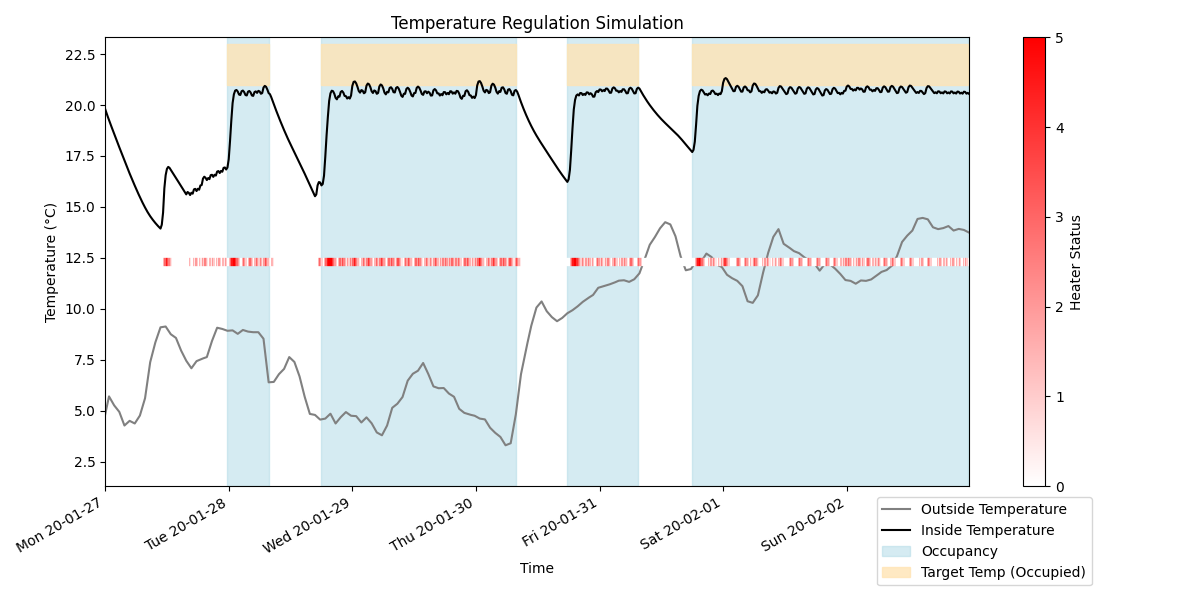 Temperature Regulation Simulation
Temperature (°C)
22.5
20.0
17.5
15.0
12.5
10.0
7.5
5.0
2.5
Mon 20-01-27
Tue 20-01-28
Wed 20-01-29
Thu 20-01-30
Fri 20-01-31
Sat 20-02-01
Sun 20-02-02
Time
5
4
3
2
1
0
Heater Status
Outside Temperature
Inside Temperature
Occupancy
Target Temp (Occupied)